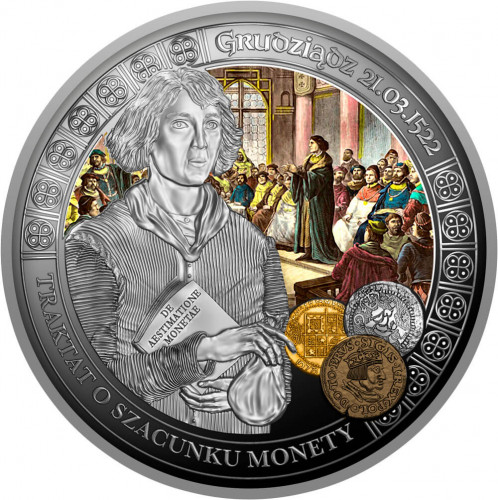 Grudziądz 21.03.1522
DE
AESTIMATIONE
MONETAE
TRAKTAT O SZACUNKU MONETY